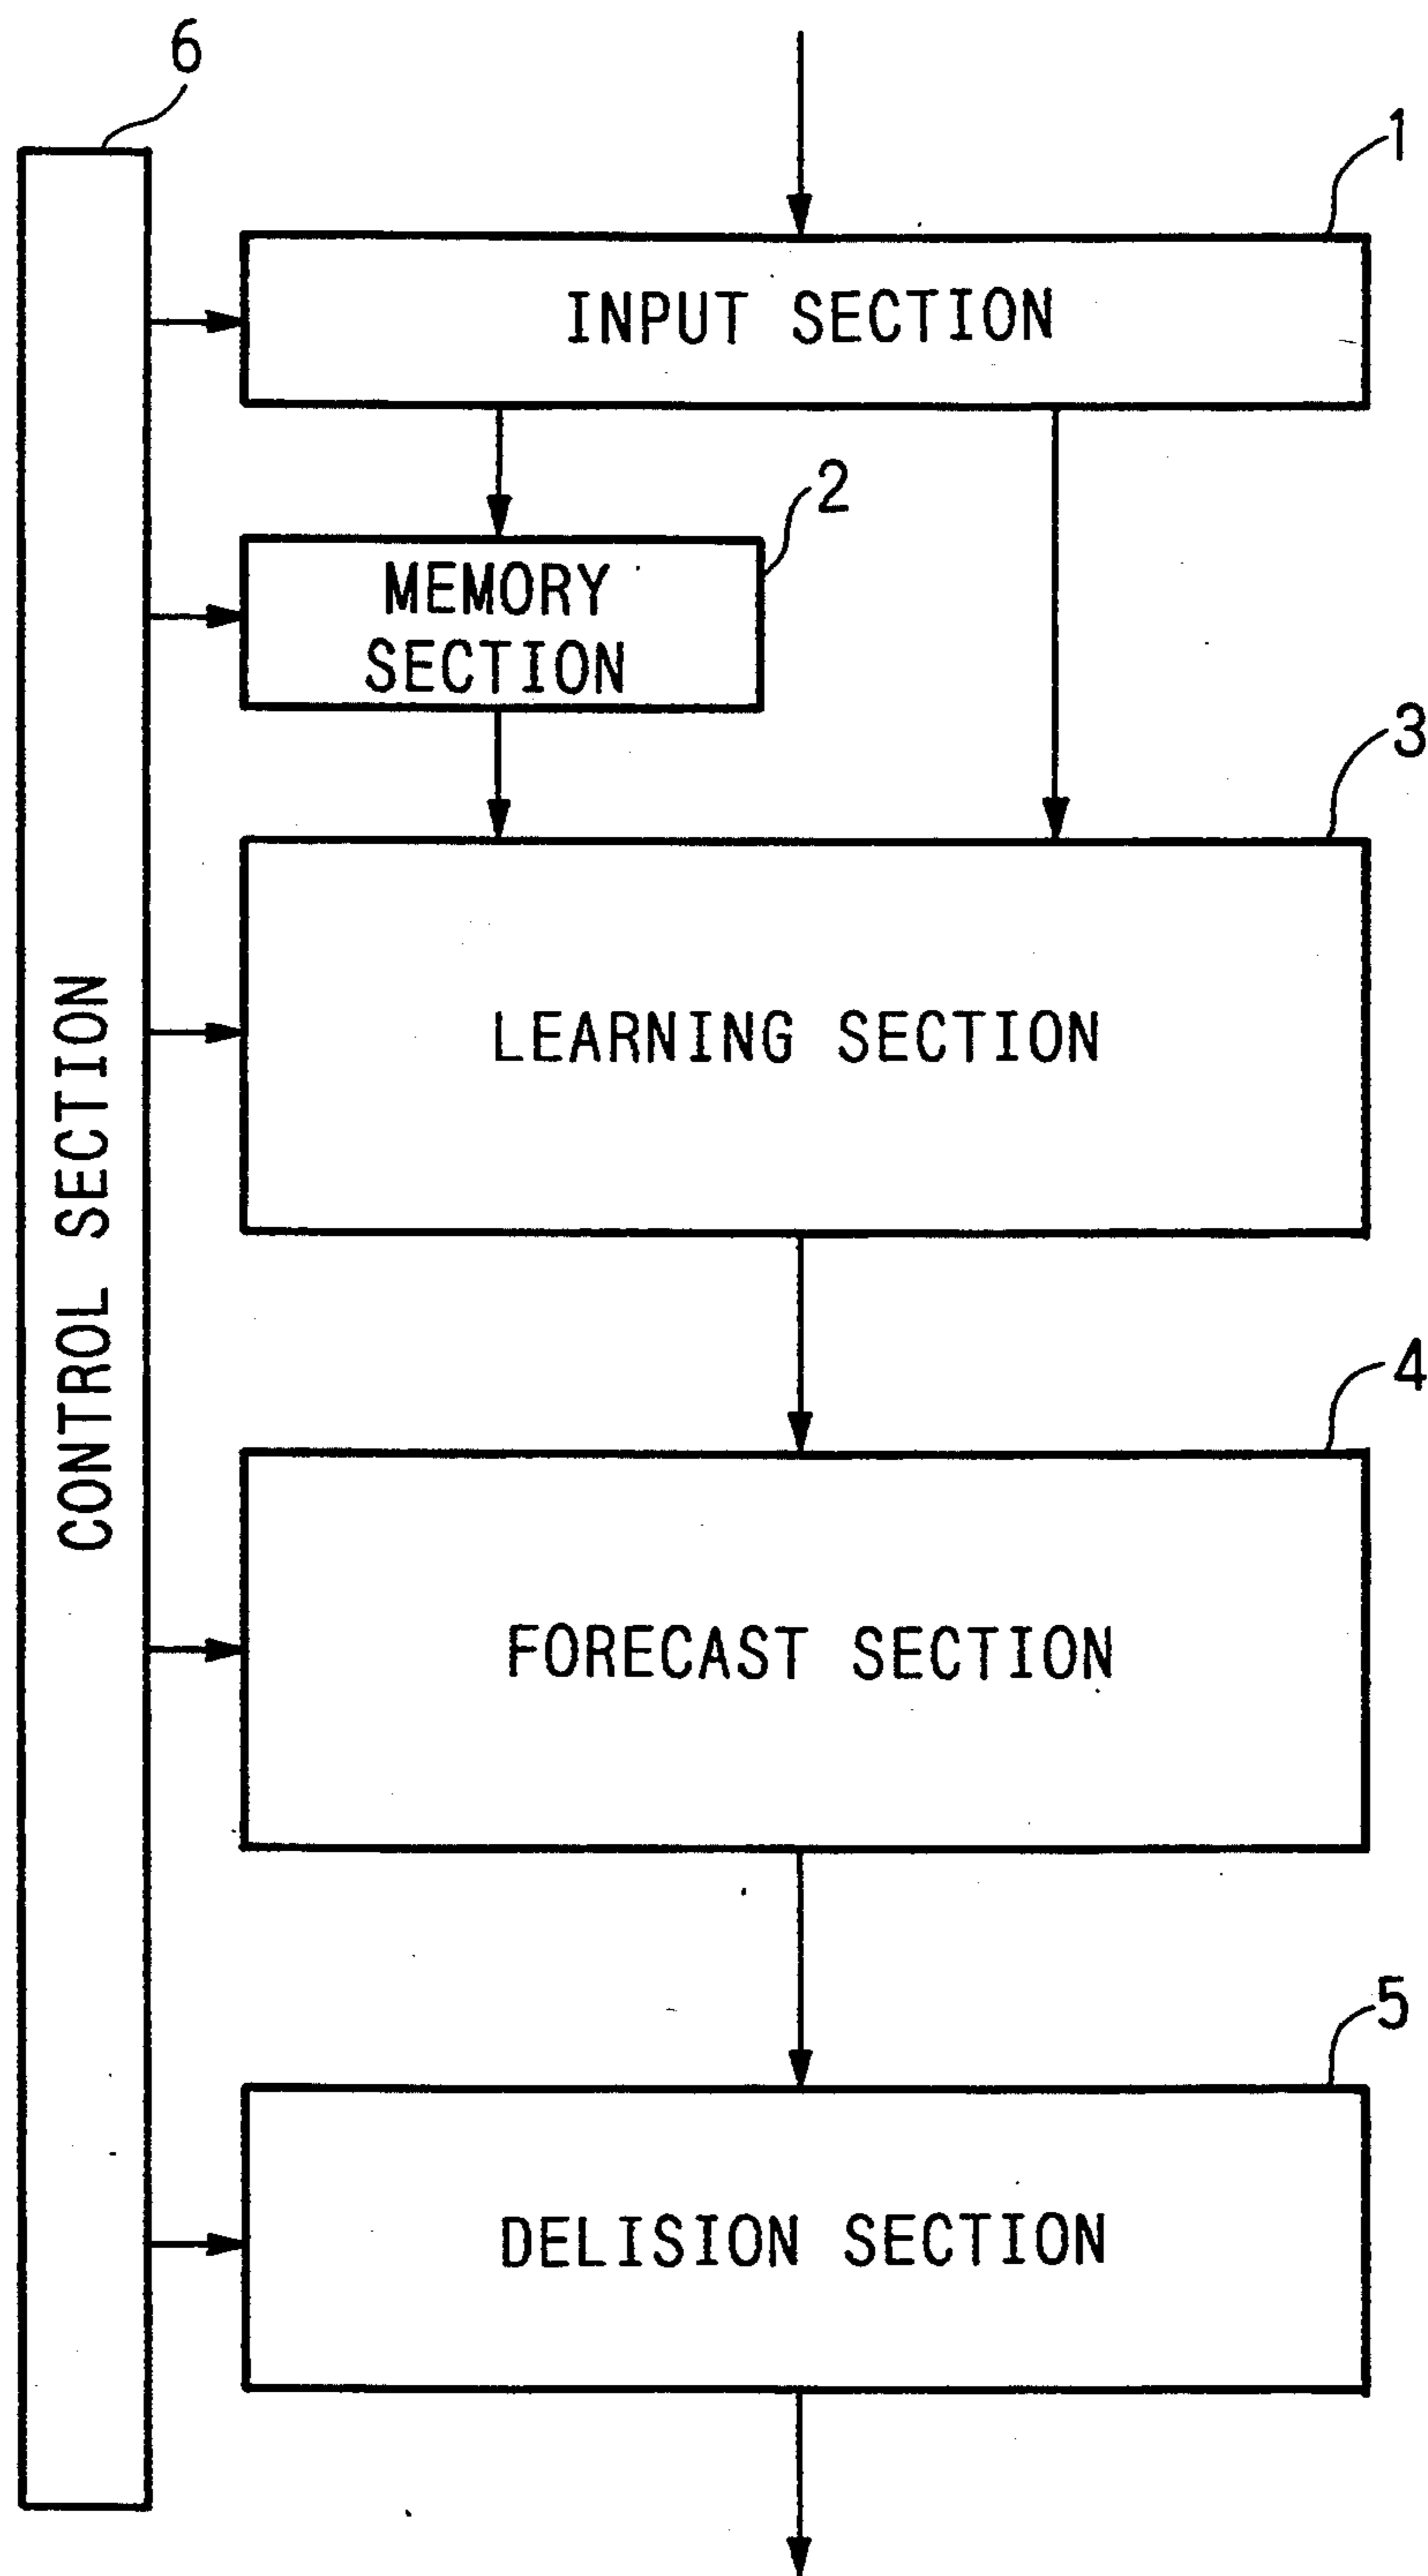 6
1
INPUT SECTION
2
MEMORY
SECTION
3
LEARNING SECTION
CONTROL SECTION
4
FORECAST SECTION
5
DELISION SECTION